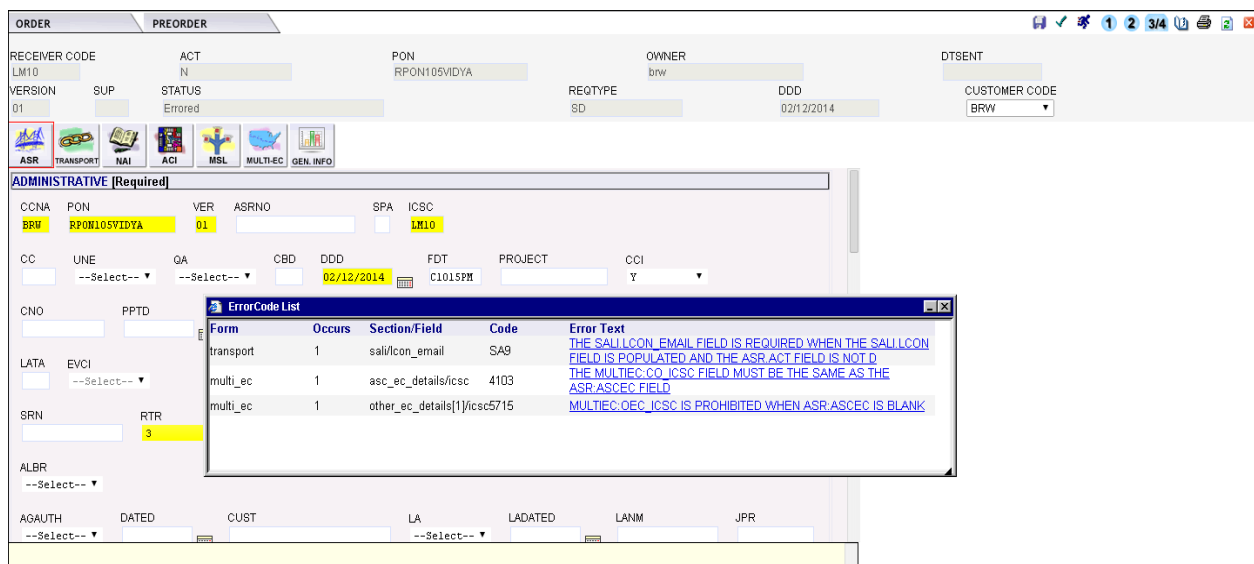 ORDER PREORDER
1 2 3/4
RECEIVER CODE ACT PON OWNER DTSENT
LM10 N RPON105VIDYA brw
VERSION SUP STATUS REQTYPE DDD CUSTOMER CODE
01 Errored SD 02/12/2014 BRW
ASR TRANSPORT NAI ACI MSL MULTI-EC GEN. INFO
ADMINISTRATIVE [Required]
CCNA PON VER ASRNO SPA ICSC
BRW RPON105VIDYA 01 LM10
CC UNE QA CBD DDD FDT PROJECT CCI
--Select-- --Select-- 02/12/2014 C1015PM Y
CNO PPTD
ErrorCode List
Form Occurs Section/Field Code Error Text
transport 1 sali/lcon_email SA9 THE SALI.LCON_EMAIL FIELD IS REQUIRED WHEN THE SALI.LCON
FIELD IS POPULATED AND THE ASR.ACT FIELD IS NOT D
multi_ec 1 asc_ec_details/icsc 4103 THE MULTIEC:CO_ICSC FIELD MUST BE THE SAME AS THE
ASR:ASCEC FIELD
multi_ec 1 other_ec_details[1]/icsc5715 MULTIEC:OEC_ICSC IS PROHIBITED WHEN ASR:ASCEC IS BLANK
LATA EVCI
--Select--
SRN RTR
3
ALBR
--Select--
AGAUTH DATED CUST LA LADATED LANM JPR
--Select-- --Select--